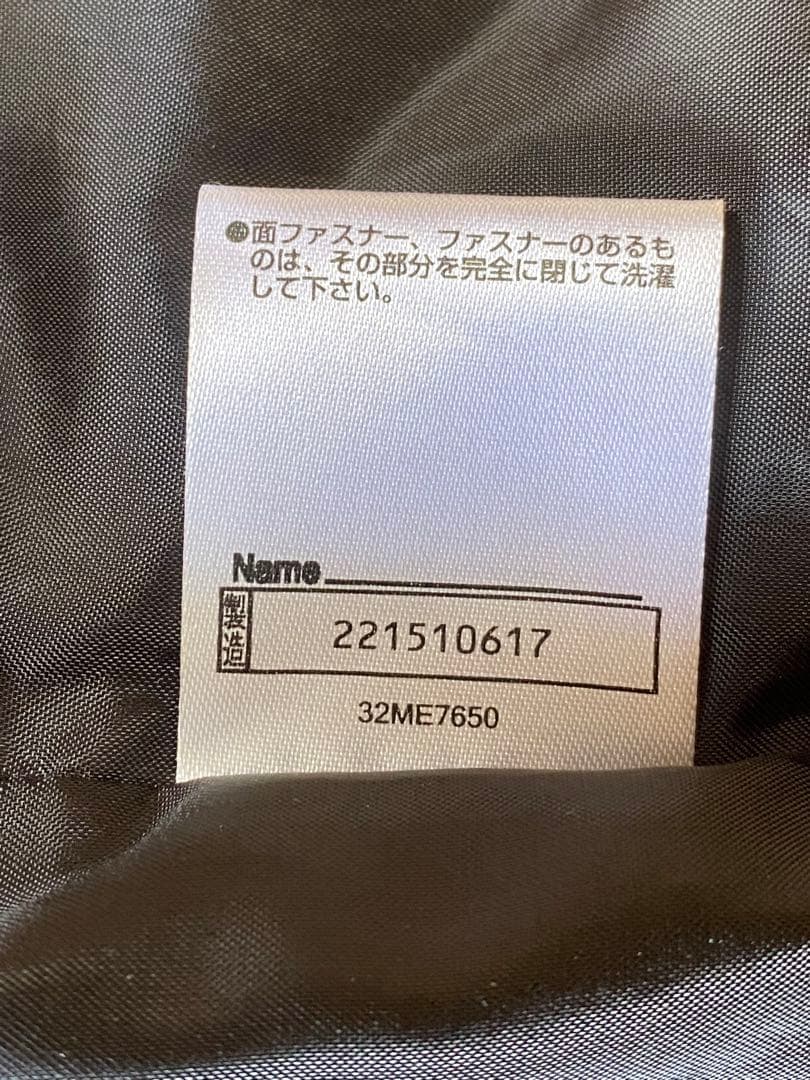 ●面ファスナー、ファスナーのあるも
のは、その部分を完全に閉じて洗濯
して下さい。
Name
製造 221510617
32ME7650